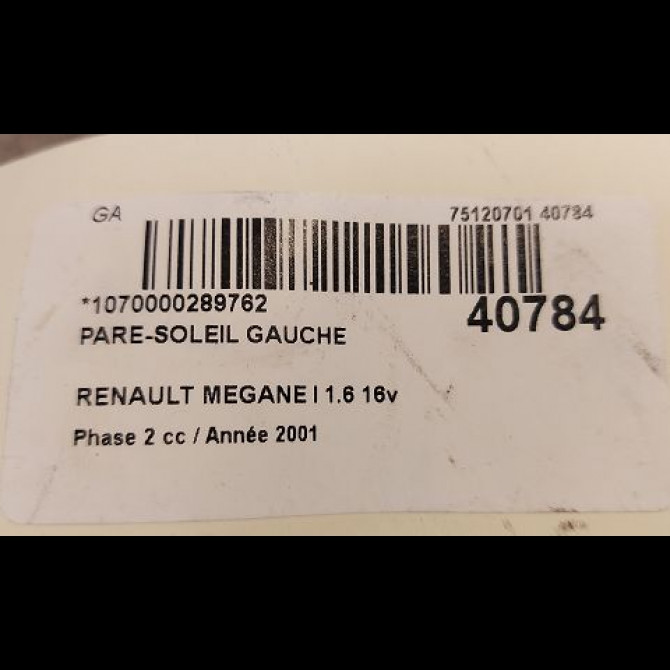 GA 75120701 40784
*1070000289762 40784
PARE-SOLEIL GAUCHE
RENAULT MEGANE I 1.6 16v
Phase 2 cc / Année 2001